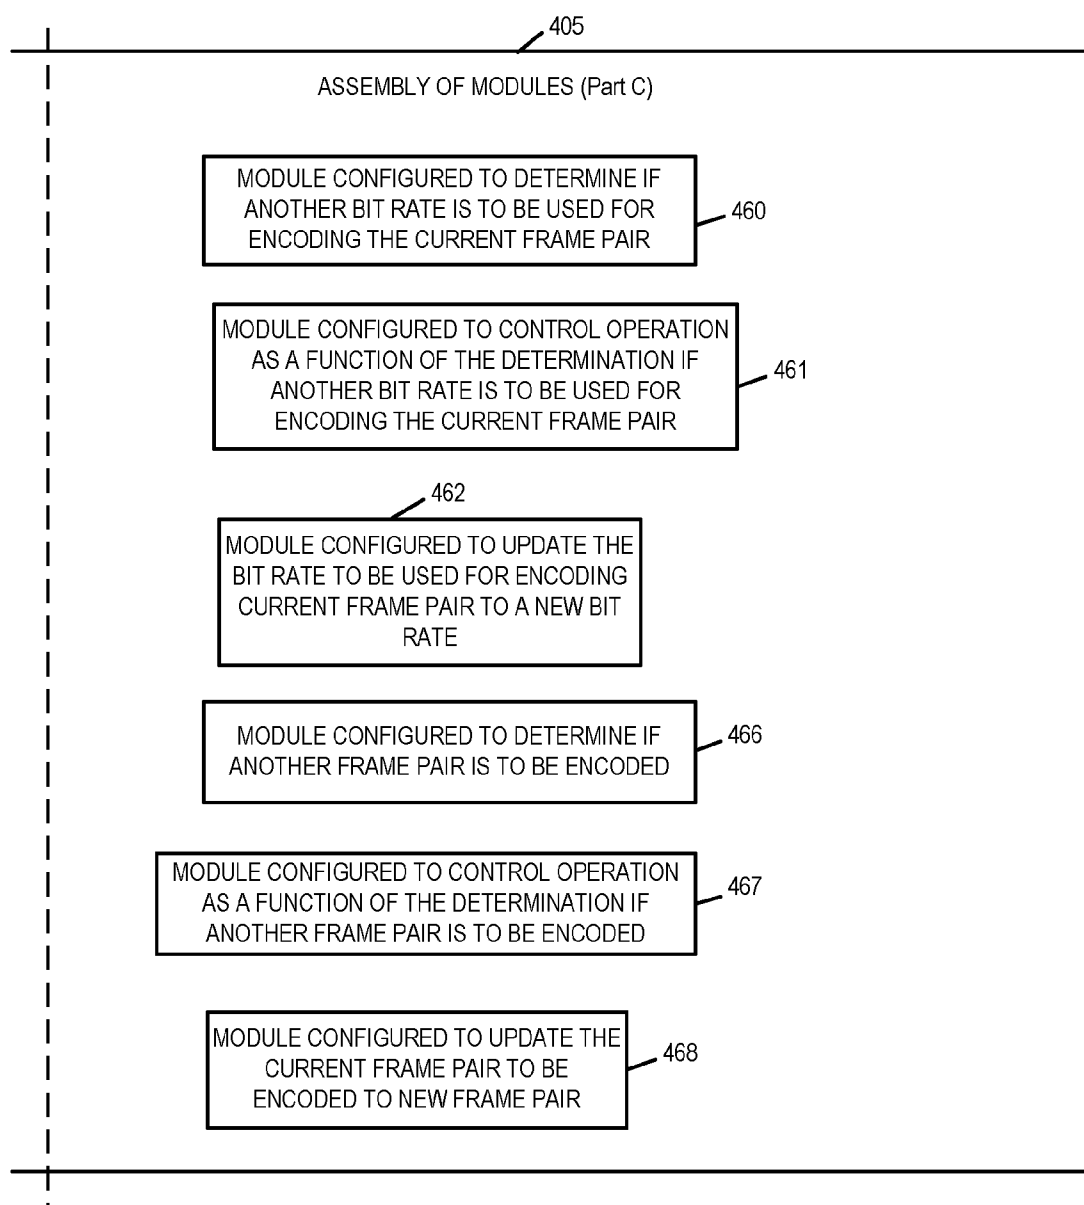 405
ASSEMBLY OF MODULES (Part C)
MODULE CONFIGURED TO DETERMINE IF
ANOTHER BIT RATE IS TO BE USED FOR
ENCODING THE CURRENT FRAME PAIR
460
MODULE CONFIGURED TO CONTROL OPERATION
AS A FUNCTION OF THE DETERMINATION IF
ANOTHER BIT RATE IS TO BE USED FOR
ENCODING THE CURRENT FRAME PAIR
461
462
MODULE CONFIGURED TO UPDATE THE
BIT RATE TO BE USED FOR ENCODING
CURRENT FRAME PAIR TO A NEW BIT
RATE
MODULE CONFIGURED TO DETERMINE IF
ANOTHER FRAME PAIR IS TO BE ENCODED
466
MODULE CONFIGURED TO CONTROL OPERATION
AS A FUNCTION OF THE DETERMINATION IF
ANOTHER FRAME PAIR IS TO BE ENCODED
467
MODULE CONFIGURED TO UPDATE THE
CURRENT FRAME PAIR TO BE
ENCODED TO NEW FRAME PAIR
468